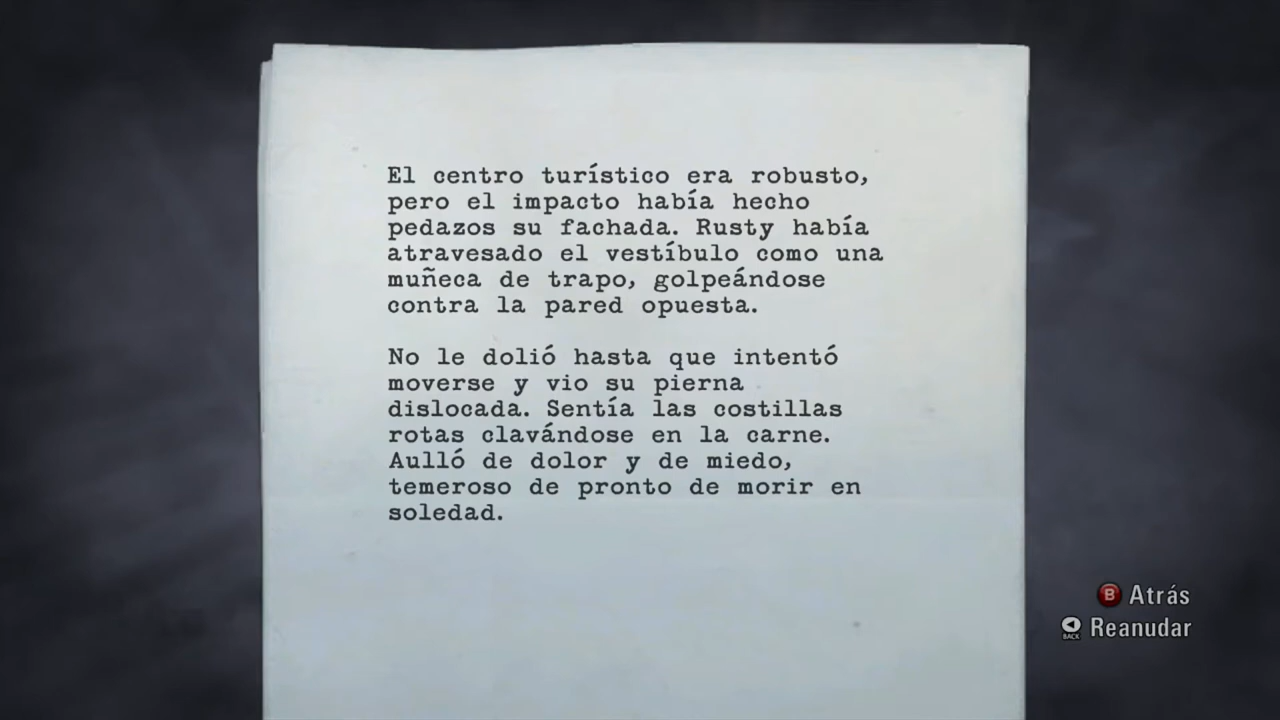 El centro turístico era robusto,
pero el impacto había hecho
pedazos su fachada. Rusty había
atravesado el vestíbulo como una
muñeca de trapo, golpeándose
contra la pared opuesta.
No le dolió hasta que intentó
moverse y vio su pierna
dislocada. Sentía las costillas
rotas clavándose en la carne.
Aulló de dolor y de miedo,
temeroso de pronto de morir en
soledad.
B Atrás
BACK Reanudar